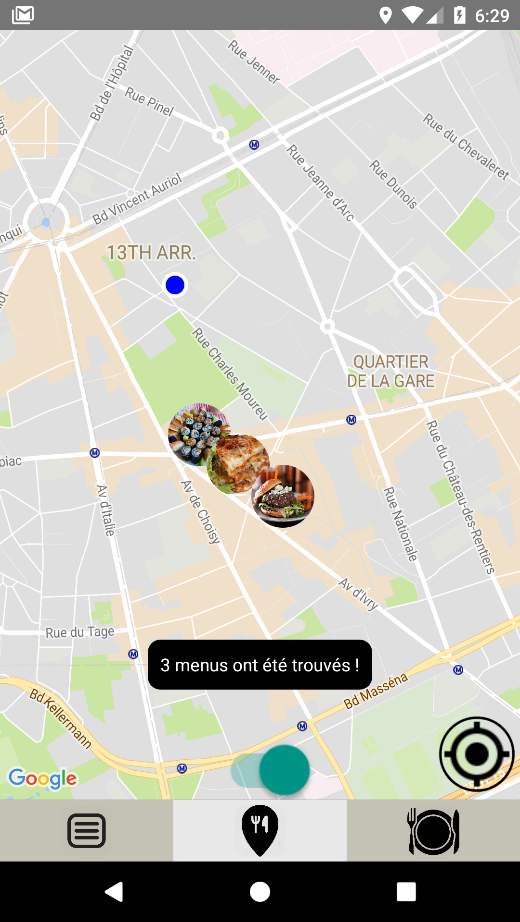 6:29
Rue Jenner
Bd de l'Hôpital
Rue Pinel
Rue du Chevaleret
Rue Jeanne d'Arc
Rue Dunois
Bd Vincent Auriol
nqui
13TH ARR.
Rue Charles Moureu
QUARTIER
DE LA GARE
Rue du Château-des-Rentiers
biac
Av d'Italie
Av de Choisy
Rue Nationale
Av d'Ivry
Rue du Tage
3 menus ont été trouvés !
Bd Masséna
Bd Kellermann
Google